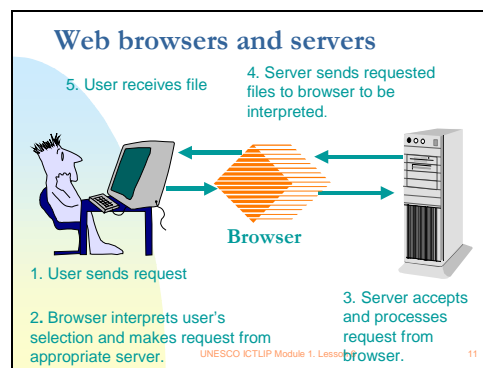 Web browsers and servers
5. User receives file
4. Server sends requested
files to browser to be
interpreted.
Browser
1. User sends request
2. Browser interprets user's
selection and makes request from
appropriate server.
3. Server accepts
and processes
request from
browser.
UNESCO ICTLIP Module 1. Lesson
11